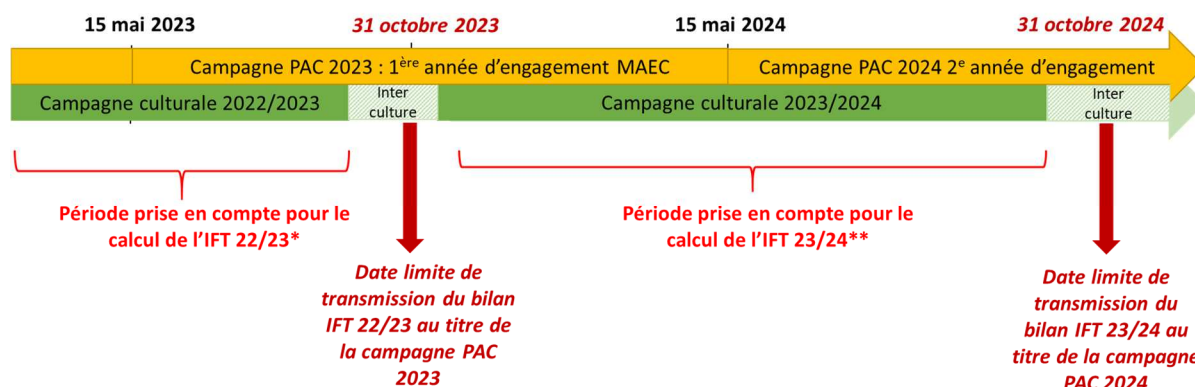 15 mai 2023
31 octobre 2023
15 mai 2024
31 octobre 2024
Campagne PAC 2023 : 1ère année d’engagement MAEC
Campagne PAC 2024 2e année d’engagement
Campagne culturale 2022/2023
Inter
culture
Campagne culturale 2023/2024
Inter
culture
Période prise en compte pour le
calcul de l’IFT 22/23*
Période prise en compte pour le
calcul de l’IFT 23/24**
Date limite de
transmission du bilan
IFT 22/23 au titre de
la campagne PAC
2023
Date limite de
transmission du
bilan IFT 23/24 au
titre de la campagne
PAC 2024